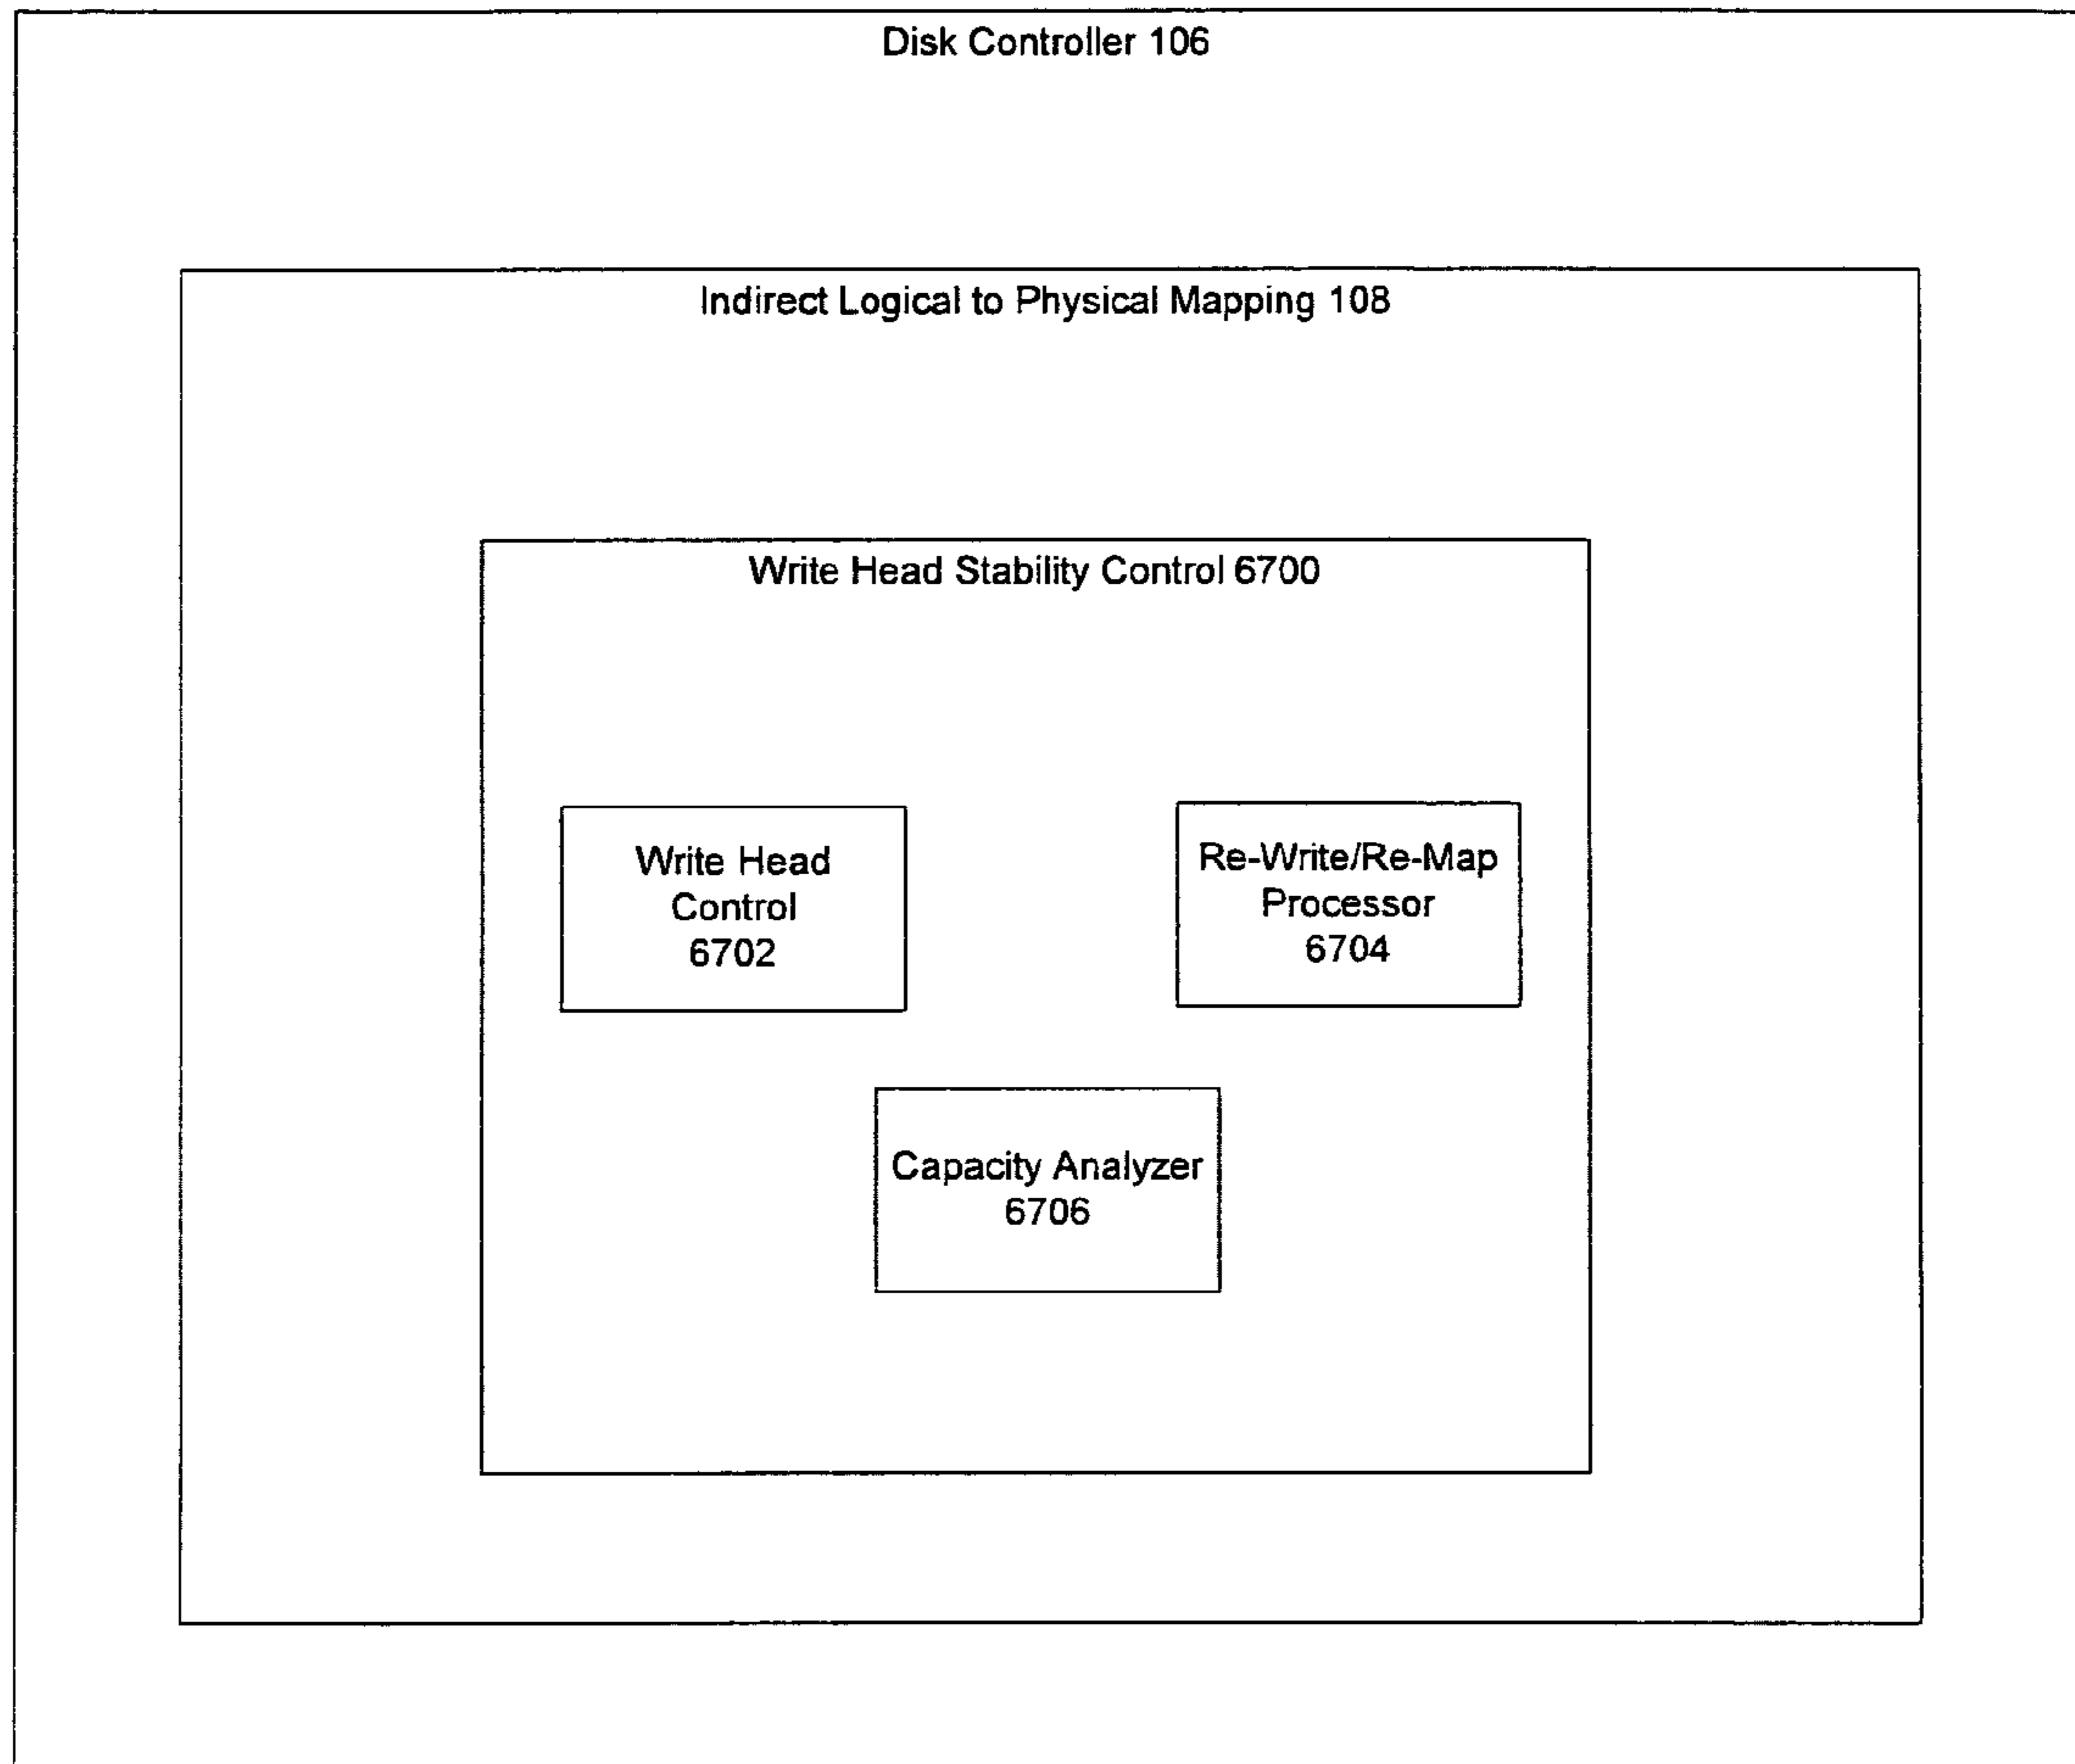 Disk Controller 106
Indirect Logical to Physical Mapping 108
Write Head Stability Control 6700
Write Head
Control
6702
Re-Write/Re-Map
Processor
6704
Capacity Analyzer
6706